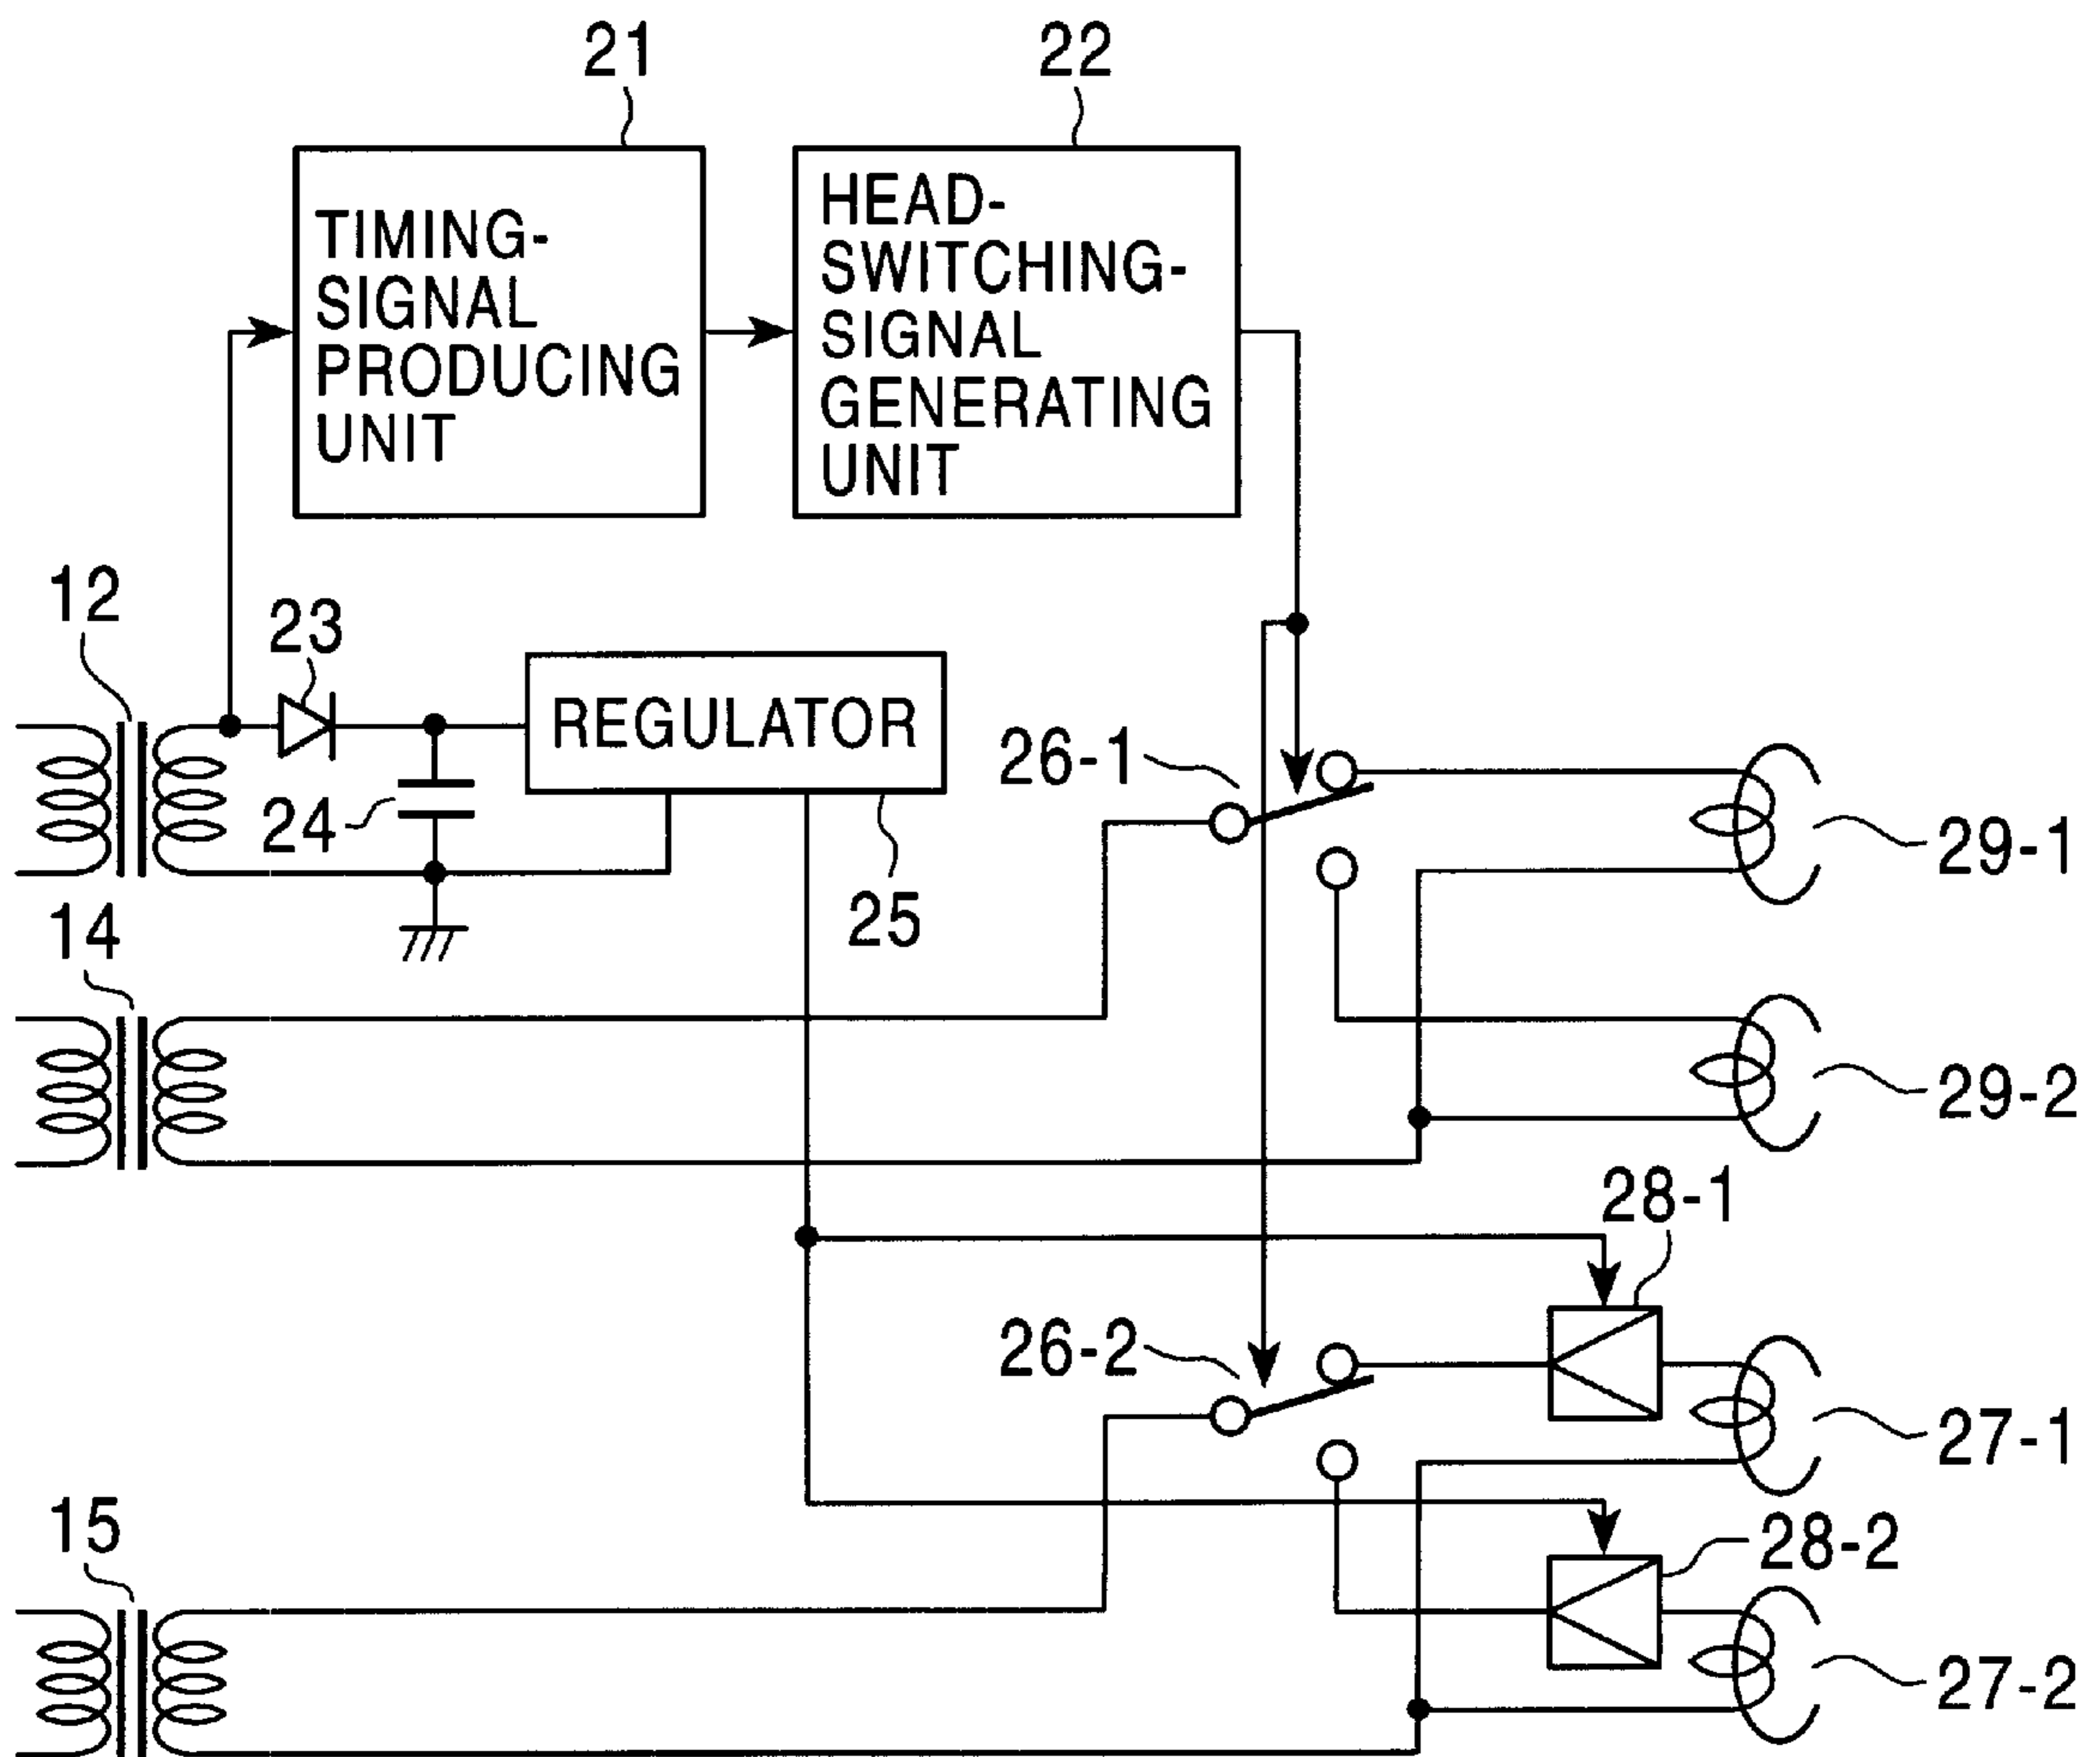 21
22
TIMING-
SIGNAL
PRODUCING
UNIT
HEAD-
SWITCHING-
SIGNAL
GENERATING
UNIT
12
23
REGULATOR
26-1
24
29-1
25
14
29-2
28-1
26-2
27-1
15
28-2
27-2